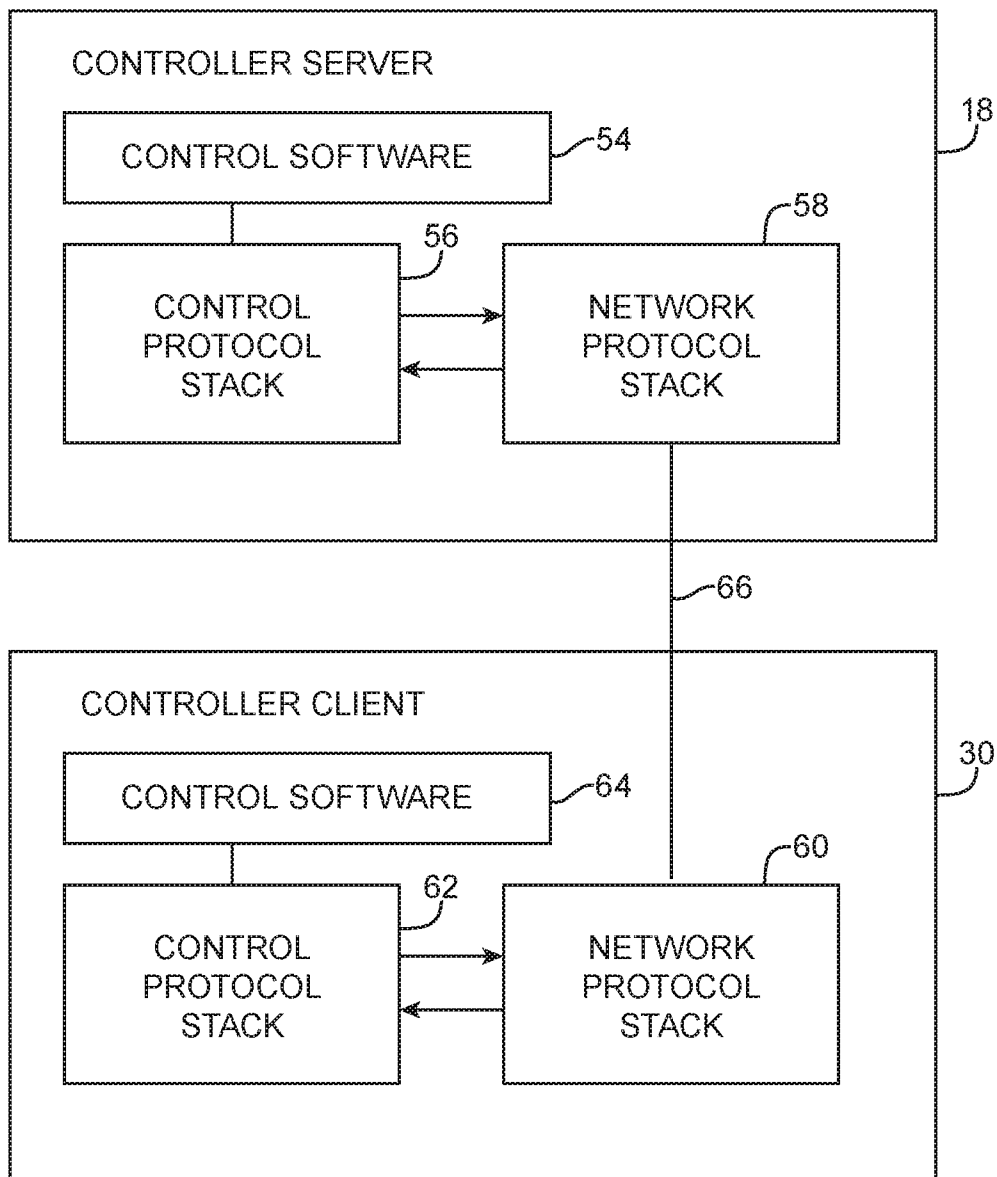 CONTROLLER SERVER
18
CONTROL SOFTWARE
54
56
58
CONTROL
PROTOCOL
STACK
NETWORK
PROTOCOL
STACK
66
CONTROLLER CLIENT
30
CONTROL SOFTWARE
64
62
60
CONTROL
PROTOCOL
STACK
NETWORK
PROTOCOL
STACK